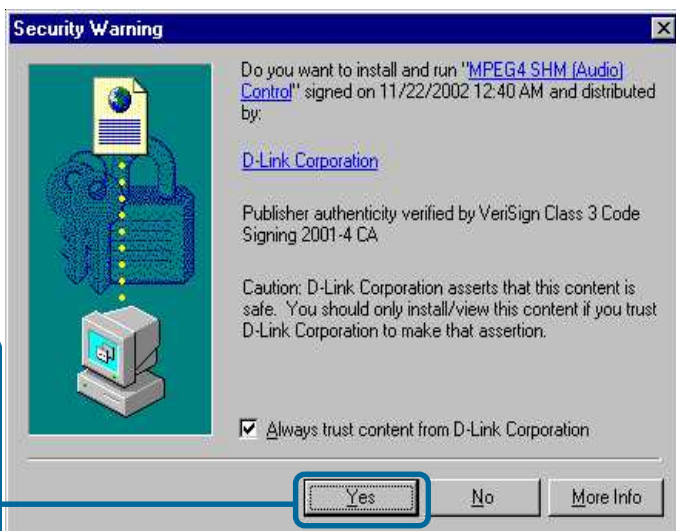 Security Warning
Do you want to install and run "MPEG4 SHM (Audio)
Control" signed on 11/22/2002 12:40 AM and distributed
by:
D-Link Corporation
Publisher authenticity verified by VeriSign Class 3 Code
Signing 2001-4 CA
Caution: D-Link Corporation asserts that this content is
safe. You should only install/view this content if you trust
D-Link Corporation to make that assertion.
Always trust content from D-Link Corporation
Yes No More Info